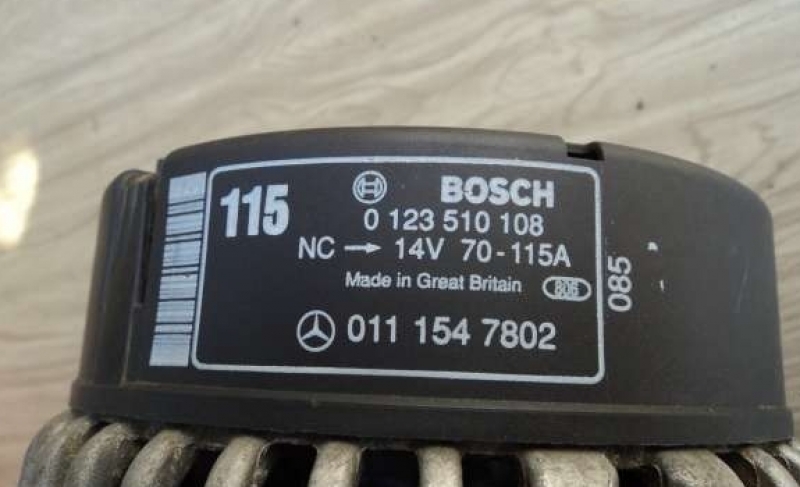 115 BOSCH
0 123 510 108
NC → 14V 70-115A
Made in Great Britain 806
011 154 7802
085